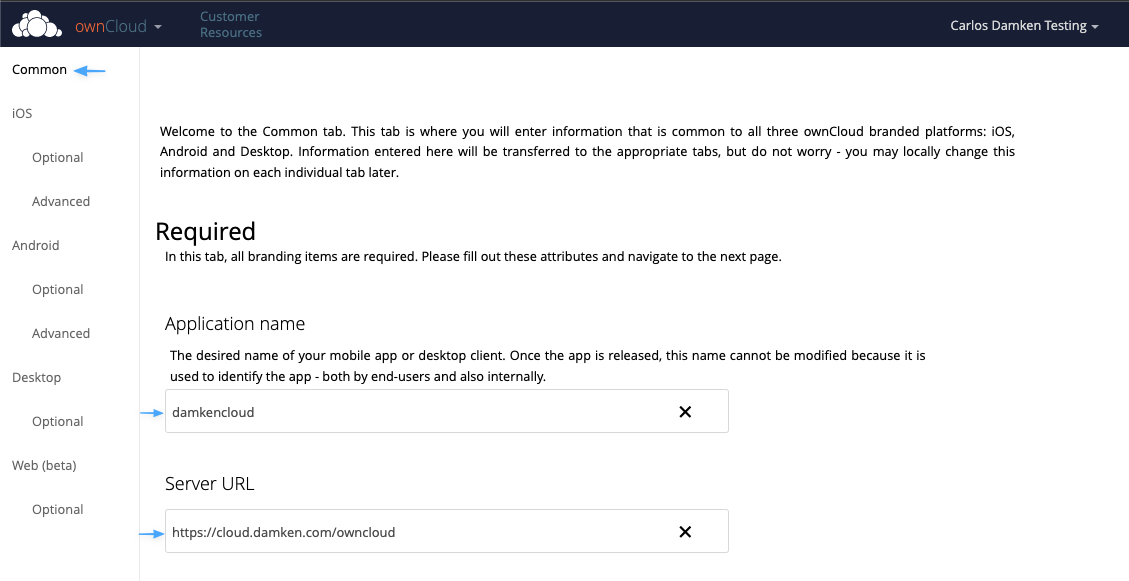 ownCloud
Customer
Resources
Carlos Damken Testing
Common
iOS
Optional
Advanced
Android
Optional
Advanced
Desktop
Optional
Web (beta)
Optional
Welcome to the Common tab. This tab is where you will enter information that is common to all three ownCloud branded platforms: iOS,
Android and Desktop. Information entered here will be transferred to the appropriate tabs, but do not worry - you may locally change this
information on each individual tab later.
Required
In this tab, all branding items are required. Please fill out these attributes and navigate to the next page.
Application name
The desired name of your mobile app or desktop client. Once the app is released, this name cannot be modified because it is
used to identify the app - both by end-users and also internally.
damkencloud
Server URL
https://cloud.damken.com/owncloud